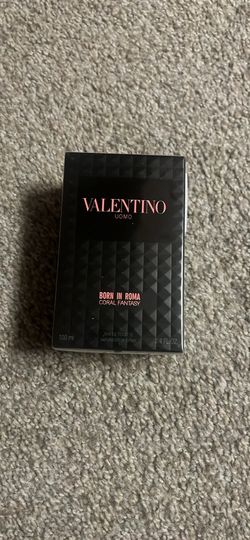 VALENTINO
UOMO
BORN IN ROMA
CORAL FANTASY
100 ml